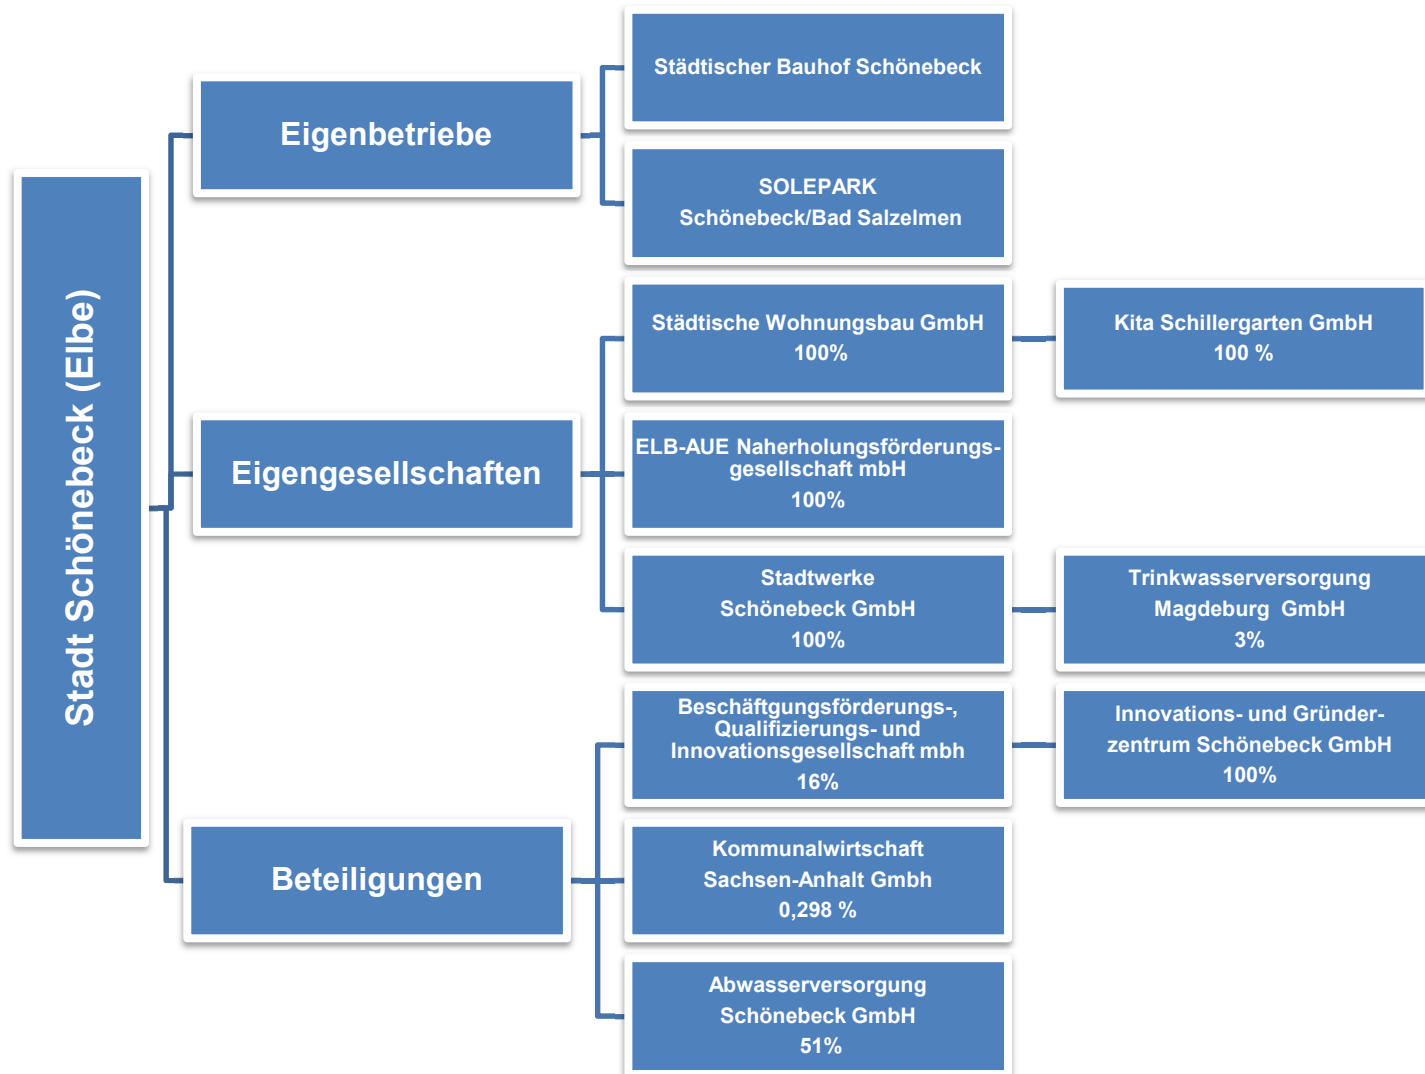 Stadt Schönebeck (Elbe)
Eigenbetriebe
Städtischer Bauhof Schönebeck
SOLEPARK
Schönebeck/Bad Salzelmen
Eigengesellschaften
Städtische Wohnungsbau GmbH
100%
Kita Schillergarten GmbH
100 %
ELB-AUE Naherholungsförderungs-
gesellschaft mbH
100%
Stadtwerke
Schönebeck GmbH
100%
Trinkwasserversorgung
Magdeburg GmbH
3%
Beteiligungen
Beschäftgungsförderungs-,
Qualifizierungs- und
Innovationsgesellschaft mbh
16%
Innovations- und Gründer-
zentrum Schönebeck GmbH
100%
Kommunalwirtschaft
Sachsen-Anhalt Gmbh
0,298 %
Abwasserversorgung
Schönebeck GmbH
51%